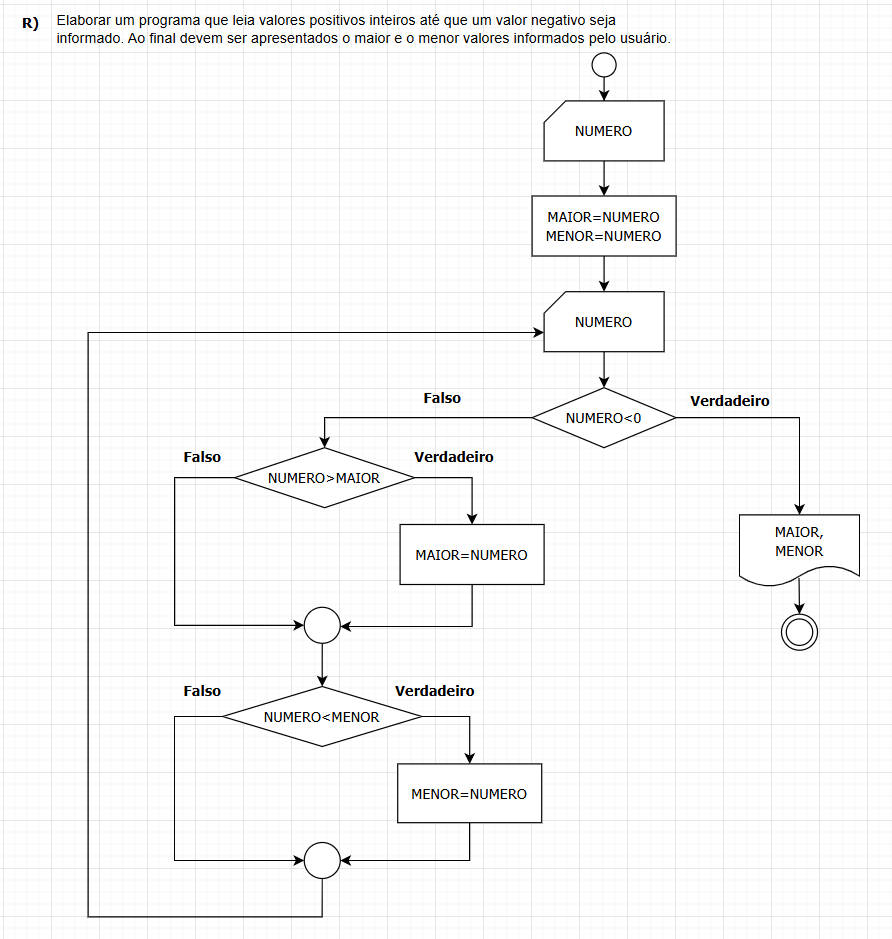 R) Elaborar um programa que leia valores positivos inteiros até que um valor negativo seja
informado. Ao final devem ser apresentados o maior e o menor valores informados pelo usuário.
NUMERO
MAIOR=NUMERO
MENOR=NUMERO
NUMERO
Falso
Verdadeiro
NUMERO<0
Falso
Verdadeiro
NUMERO>MAIOR
MAIOR=NUMERO
MAIOR,
MENOR
Falso
Verdadeiro
NUMERO<MENOR
MENOR=NUMERO